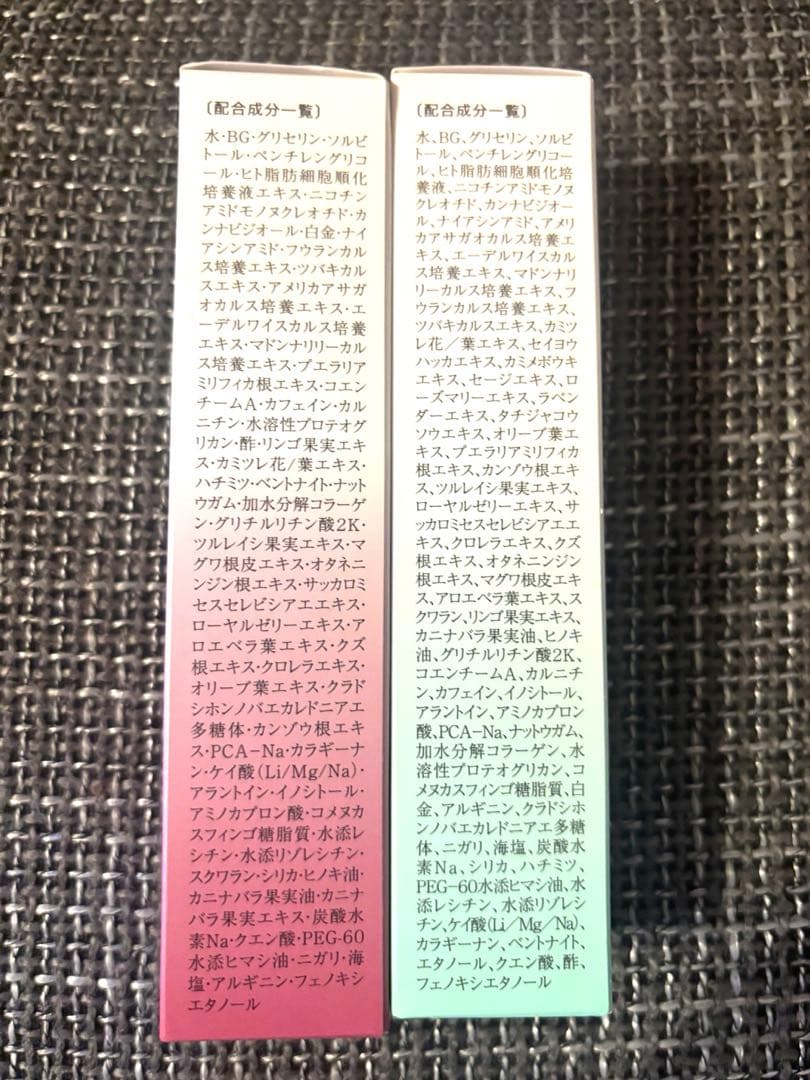 〔配合成分一覧〕
水・BG・グリセリン・ソルビ
トール・ペンチレングリコ
ール・ヒト脂肪細胞順化
培養液エキス・ニコチン
アミドモノヌクレオチド・カ
ンナビジオール・白金・ナイ
アシンアミド・フウランカル
ス培養エキス・ツバキカル
スエキス・アメリカアサガ
オカルス培養エキス・エ
ーデルワイスカルス培養
エキス・マドンナリリーカル
ス培養エキス・プエラリア
ミリフィカ根エキス・コエン
チームA・カフェイン・カル
ニチン・水溶性プロテオグ
リカン・酢・リンゴ果実エキ
ス・カミツレ花/葉エキス・
ハチミツ・ベントナイト・ナット
ウガム・加水分解コラーゲ
ン・グリチルリチン酸2K・
ツルレイシ果実エキス・マ
グワ根皮エキス・オタネニ
ンジン根エキス・サッカロミ
セスセレビシアエエキス・
ローヤルゼリーエキス・ア
ロエベラ葉エキス・クズ
根エキス・クロレラエキス・
オリーブ葉エキス・クラド
シホンノバエカレドニアエ
多糖体・カンゾウ根エキ
ス・PCA-Na・カラギーナ
ン・ケイ酸(Li/Mg/Na)・
アラントイン・イノシトール・
アミノカプロン酸・コメヌカ
スフィンゴ糖脂質・水添レ
シチン・水添リゾレシチン・
スクワラン・シリカ・ヒノキ油・
カニナバラ果実油・カニナ
バラ果実エキス・炭酸水
素Na・クエン酸・PEG-60
水添ヒマシ油・ニガリ・海
塩・アルギニン・フェノキシ
エタノール
〔配合成分一覧〕
水、BG、グリセリン、ソルビ
トール、ペンチレングリコー
ル、ヒト脂肪細胞順化培
養液、ニコチンアミドモノヌ
クレオチド、カンナビジオー
ル、ナイアシンアミド、アメリ
カアサガオカルス培養エ
キス、エーデルワイスカル
ス培養エキス、マドンナリ
リーカルス培養エキス、フ
ウランカルス培養エキス、
ツバキカルスエキス、カミツ
レ花／葉エキス、セイヨウ
ハッカエキス、カミメボウキ
エキス、セージエキス、ロ
ーズマリーエキス、ラベン
ダーエキス、タチジャコウ
ソウエキス、オリーブ葉エ
キス、プエラリアミリフィカ
根エキス、カンゾウ根エキ
ス、ツルレイシ果実エキス、
ローヤルゼリーエキス、サ
ッカロミセスセレビシアエエ
キス、クロレラエキス、クズ
根エキス、オタネニンジン
根エキス、マグワ根皮エキ
ス、アロエベラ葉エキス、ス
クワラン、リンゴ果実エキス、
カニナバラ果実油、ヒノキ
油、グリチルリチン酸2K、
コエンチームA、カルニチ
ン、カフェイン、イノシトール、
アラントイン、アミノカプロン
酸、PCA-Na、ナットウガム、
加水分解コラーゲン、水
溶性プロテオグリカン、コ
メヌカスフィンゴ糖脂質、白
金、アルギニン、クラドシホ
ンノバエカレドニアエ多糖
体、ニガリ、海塩、炭酸水
素Na、シリカ、ハチミツ、
PEG-60水添ヒマシ油、水
添レシチン、水添リゾレシ
チン、ケイ酸(Li／Mg／Na)、
カラギーナン、ベントナイト、
エタノール、クエン酸、酢、
フェノキシエタノール